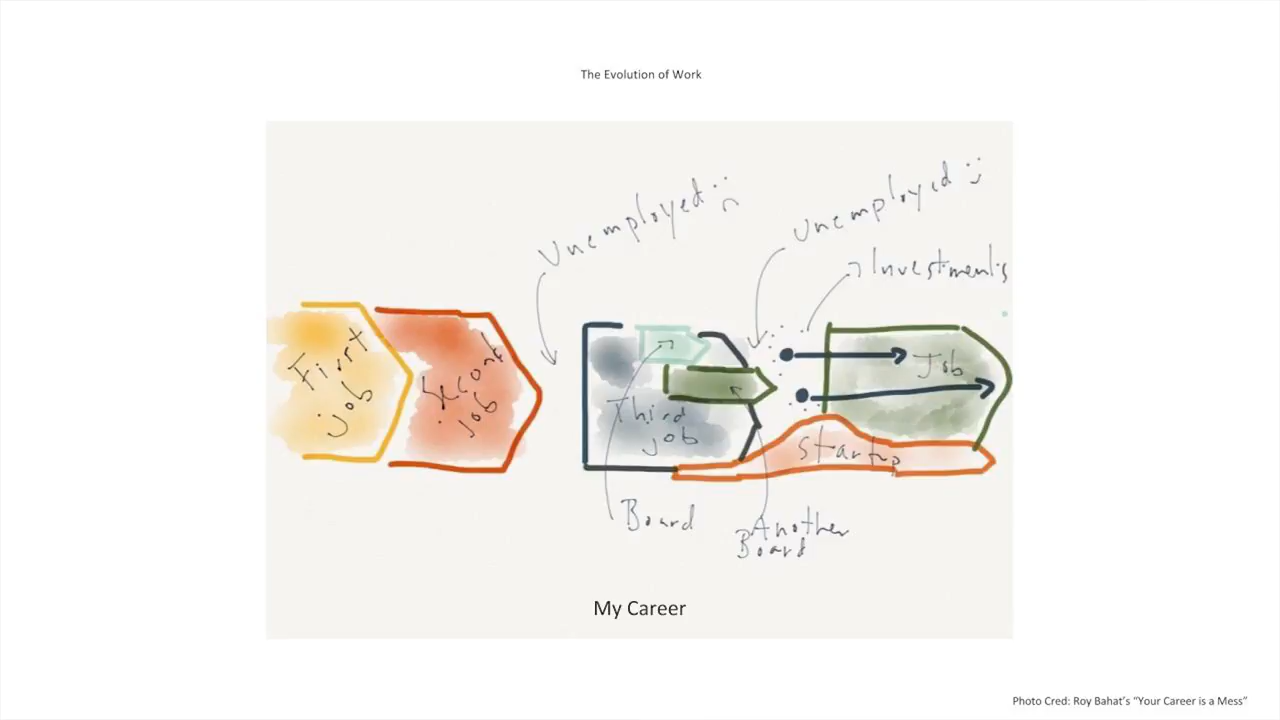 The Evolution of Work
Unemployed :(
Unemployed :)
Investments
First
job
Second
job
Third
job
Job
Startup
Board
Another
Board
My Career
Photo Cred: Roy Bahat's "Your Career is a Mess"